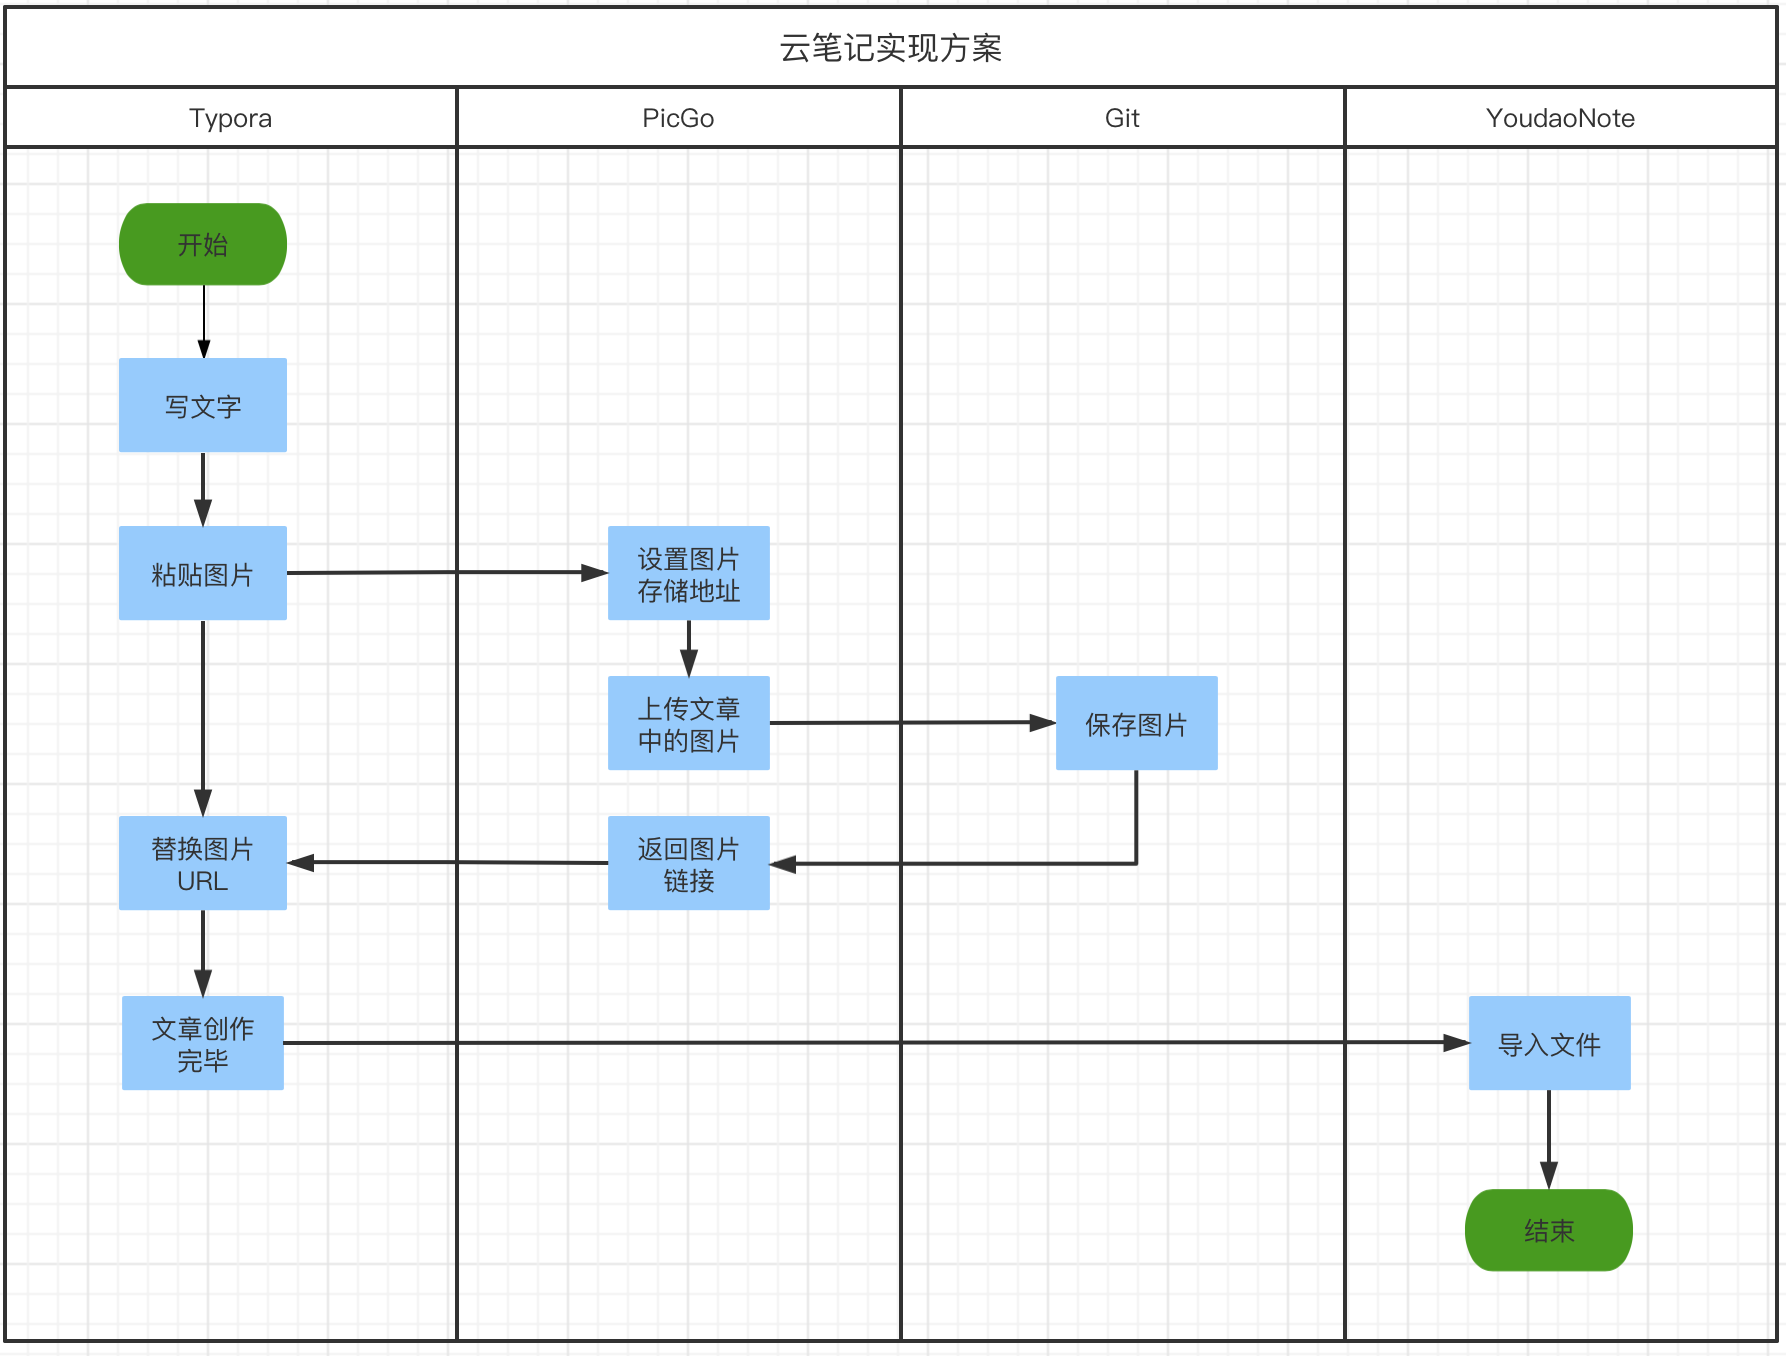 云笔记实现方案
Typora
PicGo
Git
YoudaoNote
开始
写文字
粘贴图片
设置图片
存储地址
上传文章
中的图片
保存图片
替换图片
URL
返回图片
链接
文章创作
完毕
导入文件
结束